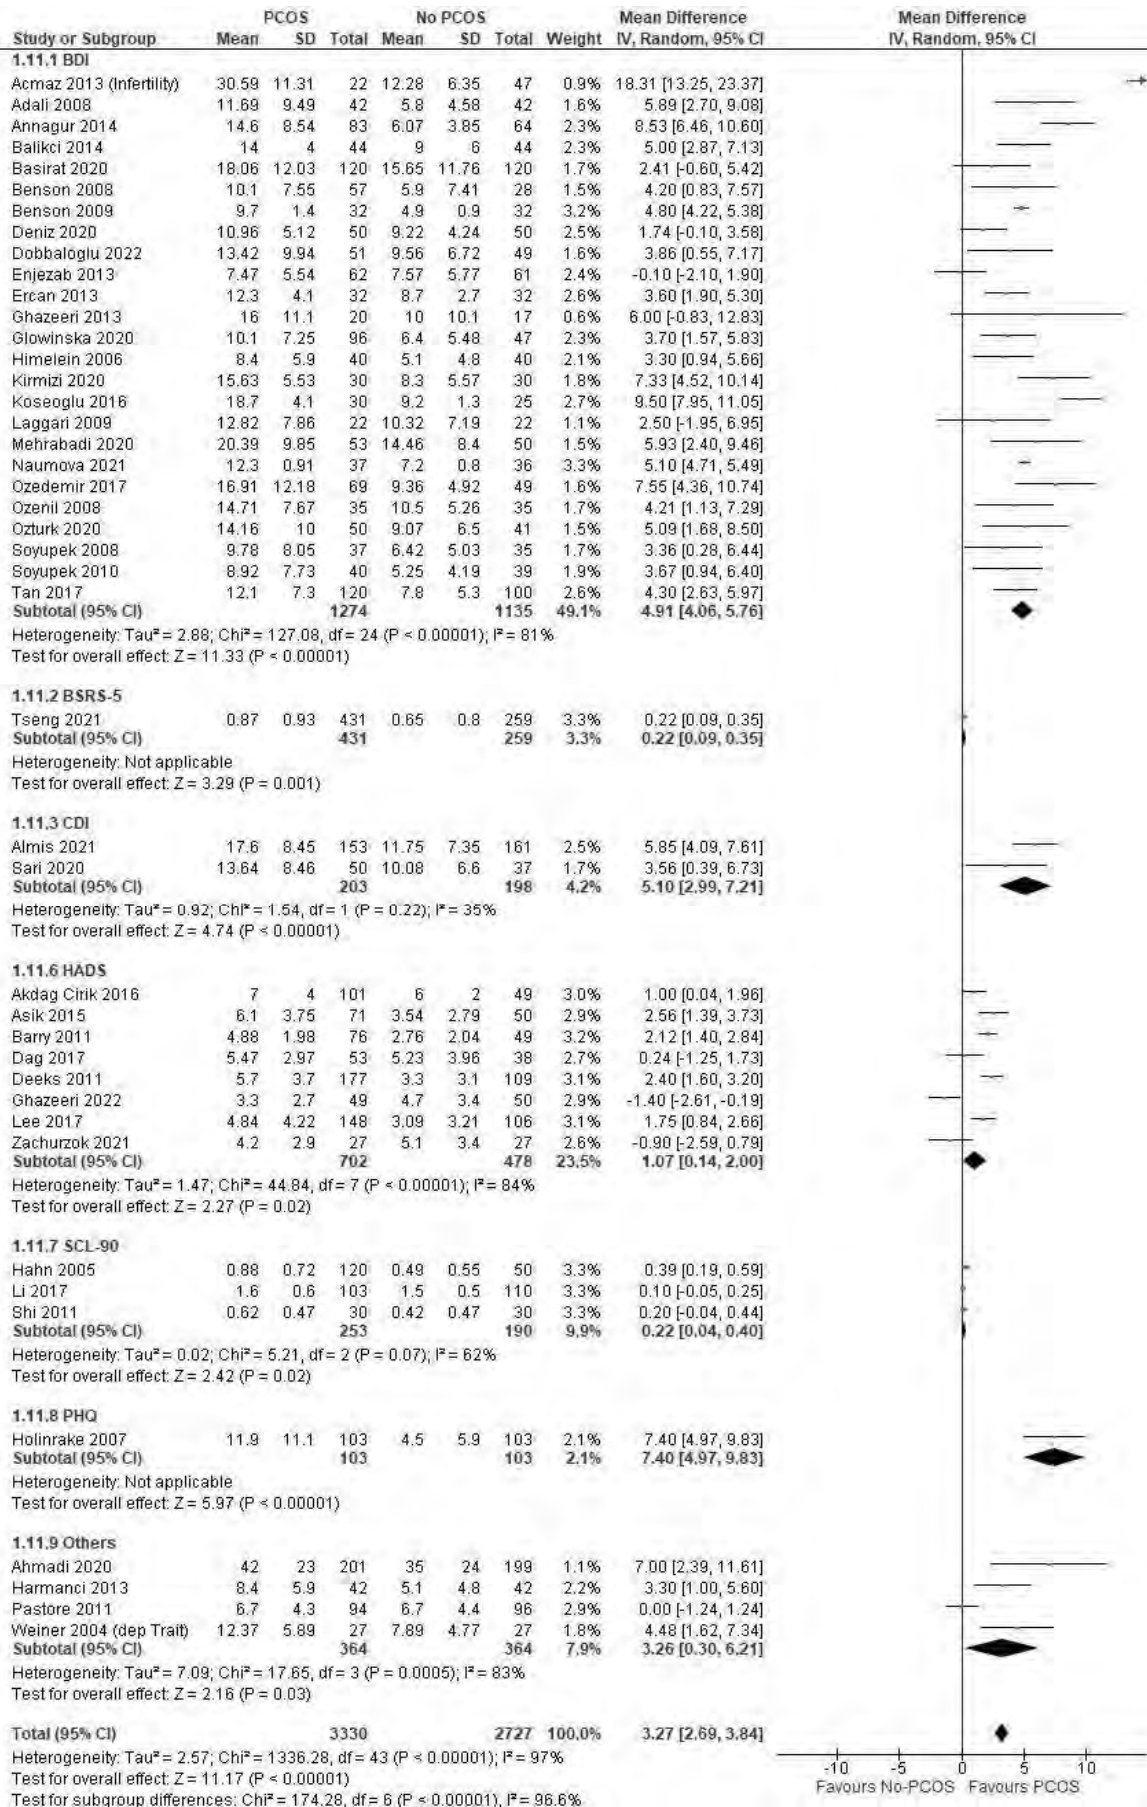 PCOS No PCOS Mean Difference Mean Difference
Study or Subgroup Mean SD Total Mean SD Total Weight IV, Random, 95% CI IV, Random, 95% CI
1.11.1 BDI
Acmaz 2013 (Infertility) 30.59 11.31 22 12.28 6.35 47 0.9% 18.31 [13.25, 23.37]
Adali 2008 11.69 9.49 42 5.8 4.58 42 1.6% 5.89 [2.70, 9.08]
Annagur 2014 14.6 8.54 83 6.07 3.85 64 2.3% 8.53 [6.46, 10.60]
Balikci 2014 14 4 44 9 6 44 2.3% 5.00 [2.87, 7.13]
Basirat 2020 18.06 12.03 120 15.65 11.76 120 1.6% 2.41 [-0.60, 5.42]
Benson 2008 10.1 7.55 57 5.9 7.41 28 1.5% 4.20 [0.83, 7.57]
Benson 2009 9.7 1.4 32 4.9 0.9 32 3.2% 4.80 [4.22, 5.38]
Deniz 2020 10.96 5.12 50 9.22 4.24 50 2.5% 1.74 [-0.10, 3.58]
Dobbaloglu 2022 13.42 9.94 51 9.56 6.72 49 1.6% 3.86 [0.55, 7.17]
Enjezab 2013 7.47 5.54 62 7.57 5.77 61 2.4% -0.10 [-2.10, 1.90]
Ercan 2013 12.3 4.1 32 8.7 2.7 32 2.6% 3.60 [1.90, 5.30]
Ghazeeri 2013 16 11.1 20 10 10.1 17 0.6% 6.00 [-0.83, 12.83]
Glowinska 2020 10.1 7.25 96 6.4 5.48 47 2.3% 3.70 [1.57, 5.83]
Himelein 2006 8.4 5.9 40 5.1 4.8 40 2.1% 3.30 [0.94, 5.66]
Kirmizi 2020 15.63 5.53 30 8.3 5.57 30 1.8% 7.33 [4.52, 10.14]
Koseoglu 2016 18.7 4.1 30 9.2 1.3 25 2.7% 9.50 [7.95, 11.05]
Laggari 2009 12.82 7.86 22 10.32 7.19 22 1.1% 2.50 [-1.95, 6.95]
Mehrabadi 2020 20.39 9.85 53 14.46 8.4 50 1.5% 5.93 [2.40, 9.46]
Naumova 2021 12.3 0.91 37 7.2 0.8 36 3.3% 5.10 [4.71, 5.49]
Ozedemir 2017 16.91 12.18 69 9.36 4.92 49 1.6% 7.55 [4.36, 10.74]
Ozenil 2008 14.71 7.67 35 10.5 5.26 35 1.7% 4.21 [1.13, 7.29]
Ozturk 2020 14.16 10 50 9.07 6.5 41 1.5% 5.09 [1.68, 8.50]
Soyupek 2008 9.78 8.05 37 6.42 5.03 35 1.7% 3.36 [0.28, 6.44]
Soyupek 2010 8.92 7.73 40 5.25 4.19 39 1.9% 3.67 [0.94, 6.40]
Tan 2017 12.1 7.3 120 7.8 5.3 100 2.6% 4.30 [2.63, 5.97]
Subtotal (95% CI) 1274 1135 49.1% 4.91 [4.06, 5.76]
Heterogeneity: Tau² = 2.88; Chi² = 127.08, df = 24 (P < 0.00001); I² = 81%
Test for overall effect: Z = 11.33 (P < 0.00001)
1.11.2 BSRS-5
Tseng 2021 0.87 0.93 431 0.65 0.8 259 3.3% 0.22 [0.09, 0.35]
Subtotal (95% CI) 431 259 3.3% 0.22 [0.09, 0.35]
Heterogeneity: Not applicable
Test for overall effect: Z = 3.29 (P = 0.001)
1.11.3 CDI
Almis 2021 17.6 8.45 153 11.75 7.35 161 2.5% 5.85 [4.09, 7.61]
Sari 2020 13.64 8.46 50 10.08 6.6 37 1.7% 3.56 [0.39, 6.73]
Subtotal (95% CI) 203 198 4.2% 5.10 [2.99, 7.21]
Heterogeneity: Tau² = 0.92; Chi² = 1.54, df = 1 (P = 0.22); I² = 35%
Test for overall effect: Z = 4.74 (P < 0.00001)
1.11.6 HADS
Akdag Cirik 2016 7 4 101 6 2 49 3.0% 1.00 [0.04, 1.96]
Asik 2015 6.1 3.75 71 3.54 2.79 50 2.9% 2.56 [1.39, 3.73]
Barry 2011 4.88 1.98 76 2.76 2.04 49 3.2% 2.12 [1.40, 2.84]
Dag 2017 5.47 2.97 53 5.23 3.96 38 2.7% 0.24 [-1.25, 1.73]
Deeks 2011 5.7 3.7 177 3.3 3.1 109 3.1% 2.40 [1.60, 3.20]
Ghazeeri 2022 3.3 2.7 49 4.7 3.4 50 2.9% -1.40 [-2.61, -0.19]
Lee 2017 4.84 4.22 148 3.09 3.21 106 3.1% 1.75 [0.84, 2.66]
Zachurzok 2021 4.2 2.9 27 5.1 3.4 27 2.6% -0.90 [-2.59, 0.79]
Subtotal (95% CI) 702 478 23.5% 1.07 [0.14, 2.00]
Heterogeneity: Tau² = 1.47; Chi² = 44.84, df = 7 (P < 0.00001); I² = 84%
Test for overall effect: Z = 2.27 (P = 0.02)
1.11.7 SCL-90
Hahn 2005 0.88 0.72 120 0.49 0.55 50 3.3% 0.39 [0.19, 0.59]
Li 2017 1.6 0.6 103 1.5 0.5 110 3.3% 0.10 [-0.05, 0.25]
Shi 2011 0.62 0.47 30 0.42 0.47 30 3.3% 0.20 [-0.04, 0.44]
Subtotal (95% CI) 253 190 9.9% 0.22 [0.04, 0.40]
Heterogeneity: Tau² = 0.02; Chi² = 5.21, df = 2 (P = 0.07); I² = 62%
Test for overall effect: Z = 2.42 (P = 0.02)
1.11.8 PHQ
Holinrake 2007 11.9 11.1 103 4.5 5.9 103 2.1% 7.40 [4.97, 9.83]
Subtotal (95% CI) 103 103 2.1% 7.40 [4.97, 9.83]
Heterogeneity: Not applicable
Test for overall effect: Z = 5.97 (P < 0.00001)
1.11.9 Others
Ahmadi 2020 42 23 201 35 24 199 1.1% 7.00 [2.39, 11.61]
Harmanci 2013 8.4 5.9 42 5.1 4.8 42 2.2% 3.30 [1.00, 5.60]
Pastore 2011 6.7 4.3 94 6.7 4.4 96 2.9% 0.00 [-1.24, 1.24]
Weiner 2004 (dep Trait) 12.37 5.89 27 7.89 4.77 27 1.8% 4.48 [1.62, 7.34]
Subtotal (95% CI) 364 364 7.9% 3.26 [0.30, 6.21]
Heterogeneity: Tau² = 7.09; Chi² = 17.65, df = 3 (P = 0.0005); I² = 83%
Test for overall effect: Z = 2.16 (P = 0.03)
Total (95% CI) 3330 2727 100.0% 3.27 [2.69, 3.84]
Heterogeneity: Tau² = 2.57; Chi² = 1336.28, df = 43 (P < 0.00001); I² = 97%
Test for overall effect: Z = 11.17 (P < 0.00001)
Test for subgroup differences: Chi² = 174.28, df = 6 (P < 0.00001), I² = 96.6%
-10 -5 0 5 10
Favours No-PCOS Favours PCOS